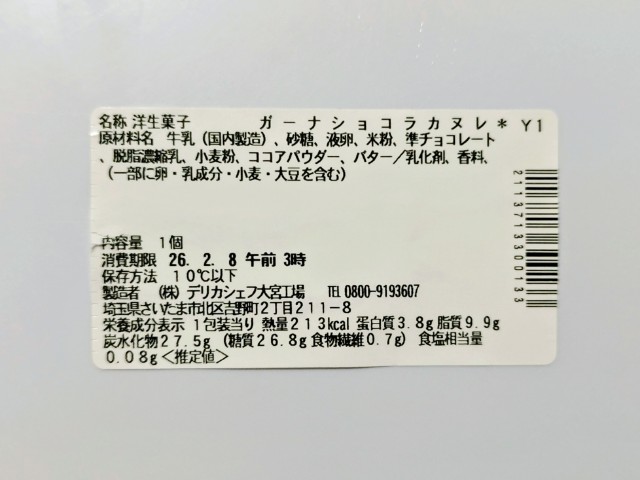 名称 洋生菓子 ガーナショコラカヌレ* Y1
原材料名 牛乳(国内製造)、砂糖、液卵、米粉、準チョコレート
、脱脂濃縮乳、小麦粉、ココアパウダー、バター/乳化剤、香料、
(一部に卵・乳成分・小麦・大豆を含む)
内容量 1個
消費期限 26. 2. 8 午前 3時
保存方法 10℃以下
製造者 (株)デリカシェフ大宮工場 TEL 0800-9193607
埼玉県さいたま市北区吉野町2丁目211-8
栄養成分表示 1包装当り 熱量213kcal 蛋白質3.8g 脂質9.9g
炭水化物27.5g (糖質26.8g 食物繊維0.7g) 食塩相当量
0.08g<推定値>
2113713300133